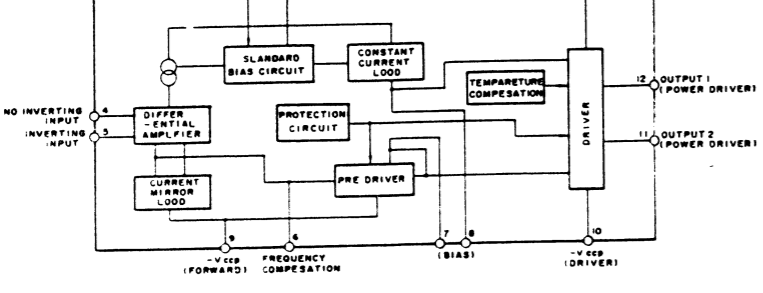 SLANDARD
BIAS CIRCUIT
CONSTANT
CURRENT
LOOD
TEMPARETURE
COMPESATION
DRIVER
12 OUTPUT 1
(POWER DRIVER)
NO INVERTING 4
INPUT
INVERTING 5
INPUT
DIFFER
-ENTIAL
AMPLFIER
PROTECTION
CIRCUIT
11 OUTPUT 2
(POWER DRIVER)
CURRENT
MIRROR
LOOD
PRE DRIVER
9
6
7
8
10
-V ccp
(FORWARD)
FREQUENCY
COMPESATION
(BIAS)
-V ccp
(DRIVER)